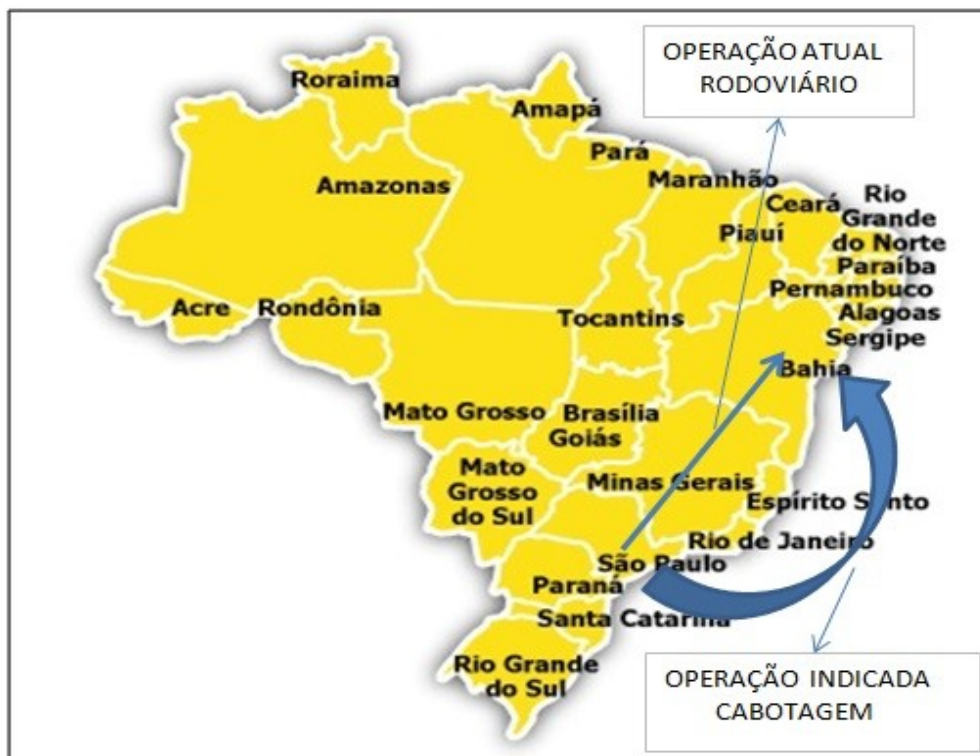 OPERAÇÃO ATUAL
RODOVIÁRIO
Roraima
Amapá
Pará
Amazonas
Maranhão
Ceará
Rio
Grande
do Norte
Piauí
Paraíba
Pernambuco
Acre
Rondônia
Tocantins
Alagoas
Sergipe
Bahia
Mato Grosso
Brasília
Goiás
Mato
Grosso
do Sul
Minas Gerais
Espírito Santo
Rio de Janeiro
São Paulo
Paraná
Santa Catarina
Rio Grande
do Sul
OPERAÇÃO INDICADA
CABOTAGEM